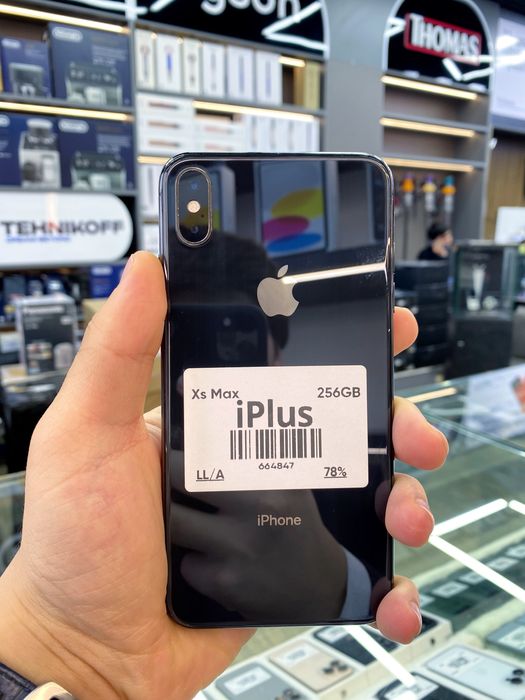 THOMAS
TEHNIKOFF
Xs Max
256GB
iPlus
664847
LL/A
78%
iPhone